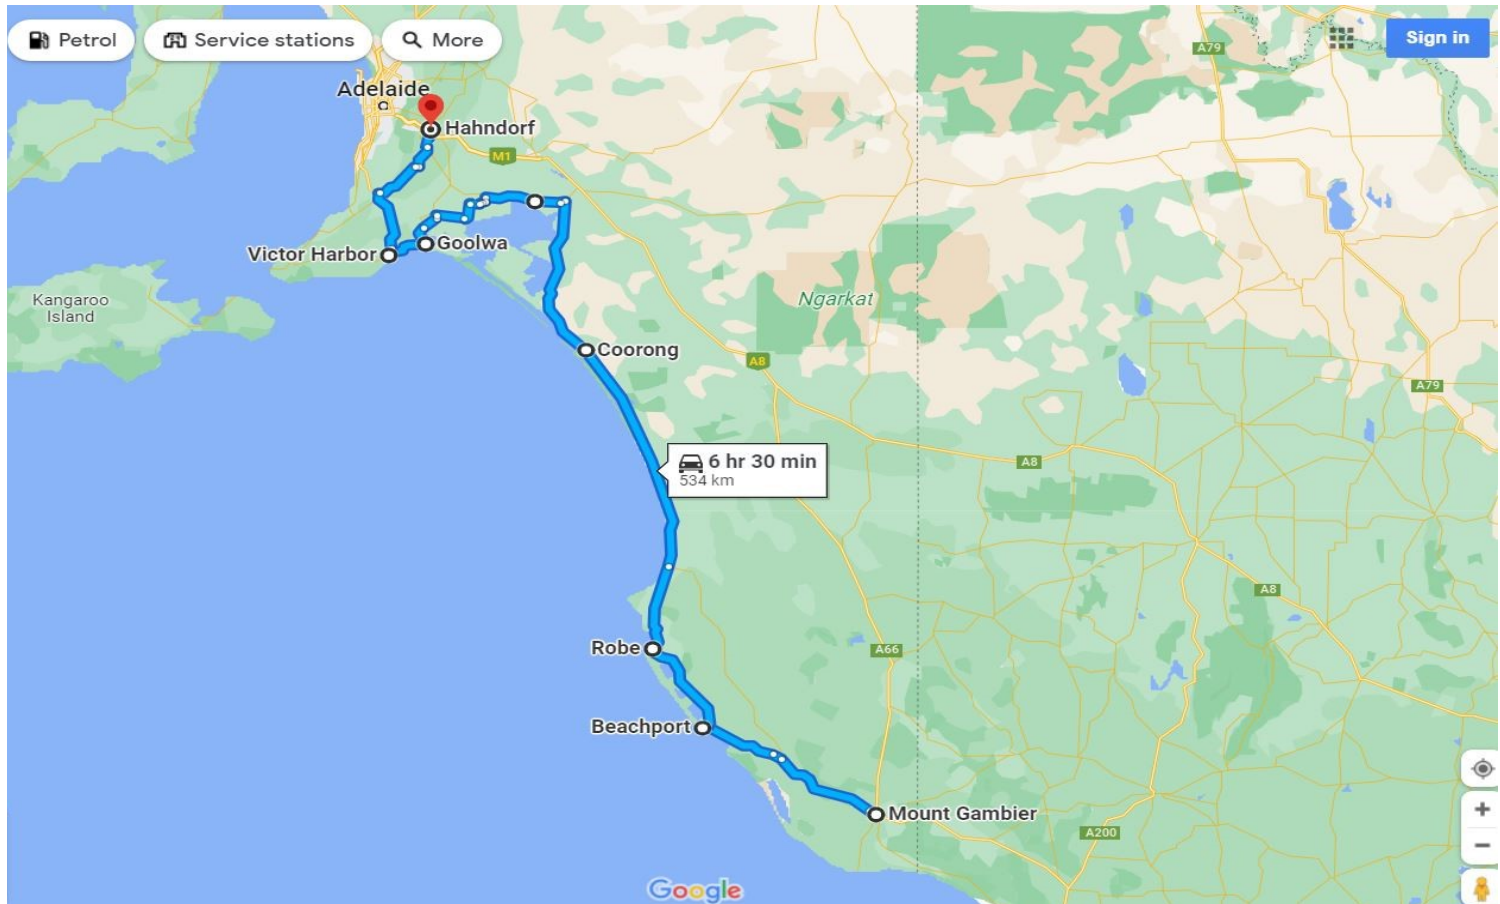 Petrol
Service stations
More
A79
Sign in
Adelaide
Hahndorf
M1
Goolwa
Victor Harbor
Kangaroo
Island
Ngarkat
Coorong
A8
A79
6 hr 30 min
534 km
A8
A8
Robe
A66
Beachport
Mount Gambier
A200
Google